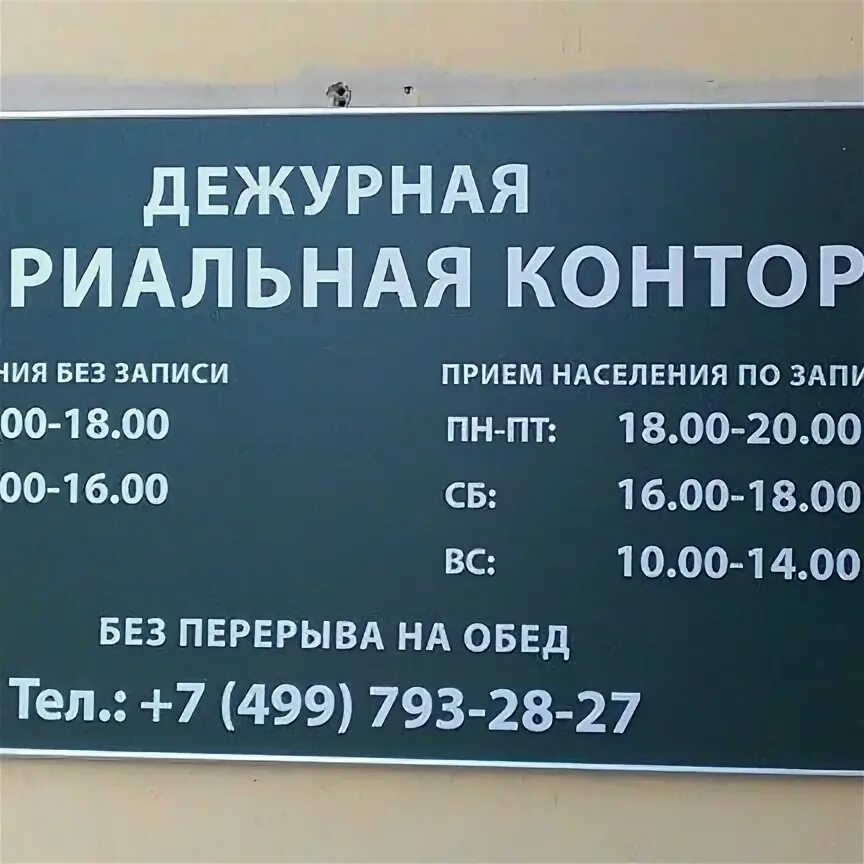 ДЕЖУРНАЯ
РИАЛЬНАЯ КОНТОР
НИЯ БЕЗ ЗАПИСИ
00-18.00
00-16.00
ПРИЕМ НАСЕЛЕНИЯ ПО ЗАПИ
ПН-ПТ: 18.00-20.00
СБ: 16.00-18.00
ВС: 10.00-14.00
БЕЗ ПЕРЕРЫВА НА ОБЕД
Тел.: +7 (499) 793-28-27